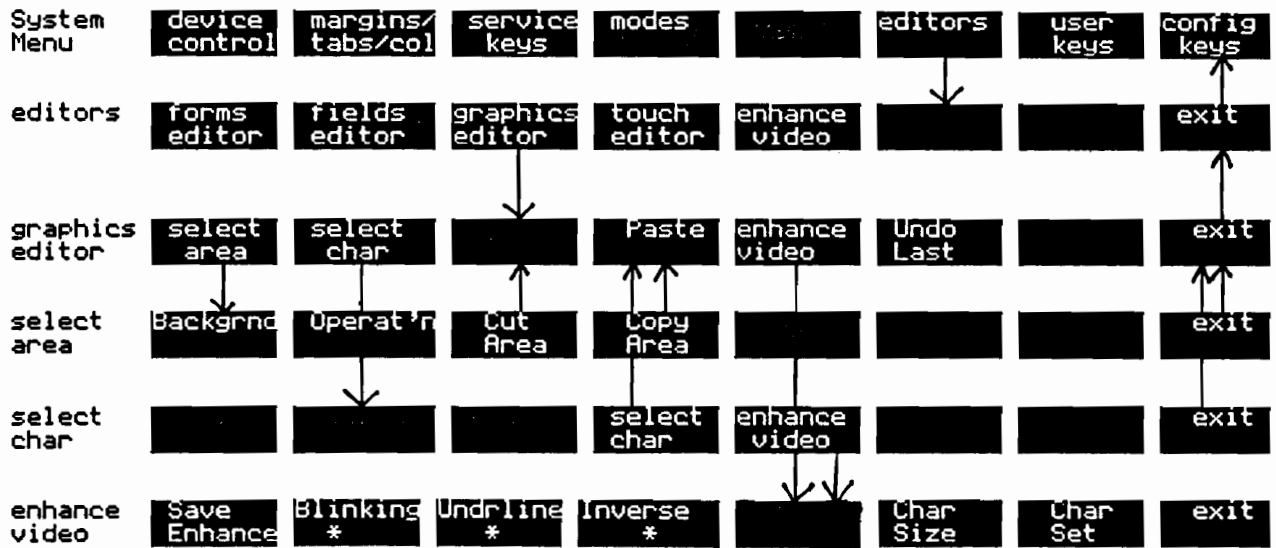 System device margins/ service modes editors user config
Menu control tabs/col keys keys keys
editors forms fields graphics touch enhance exit
editor editor editor editor video
graphics select select Paste enhance Undo exit
editor area char video Last
select Backgrnd Operat'n Cut Copy exit
area Area Area
select select enhance exit
char char video
enhance Save Blinking Undrline Inverse Char Char exit
video Enhance * * * Size Set